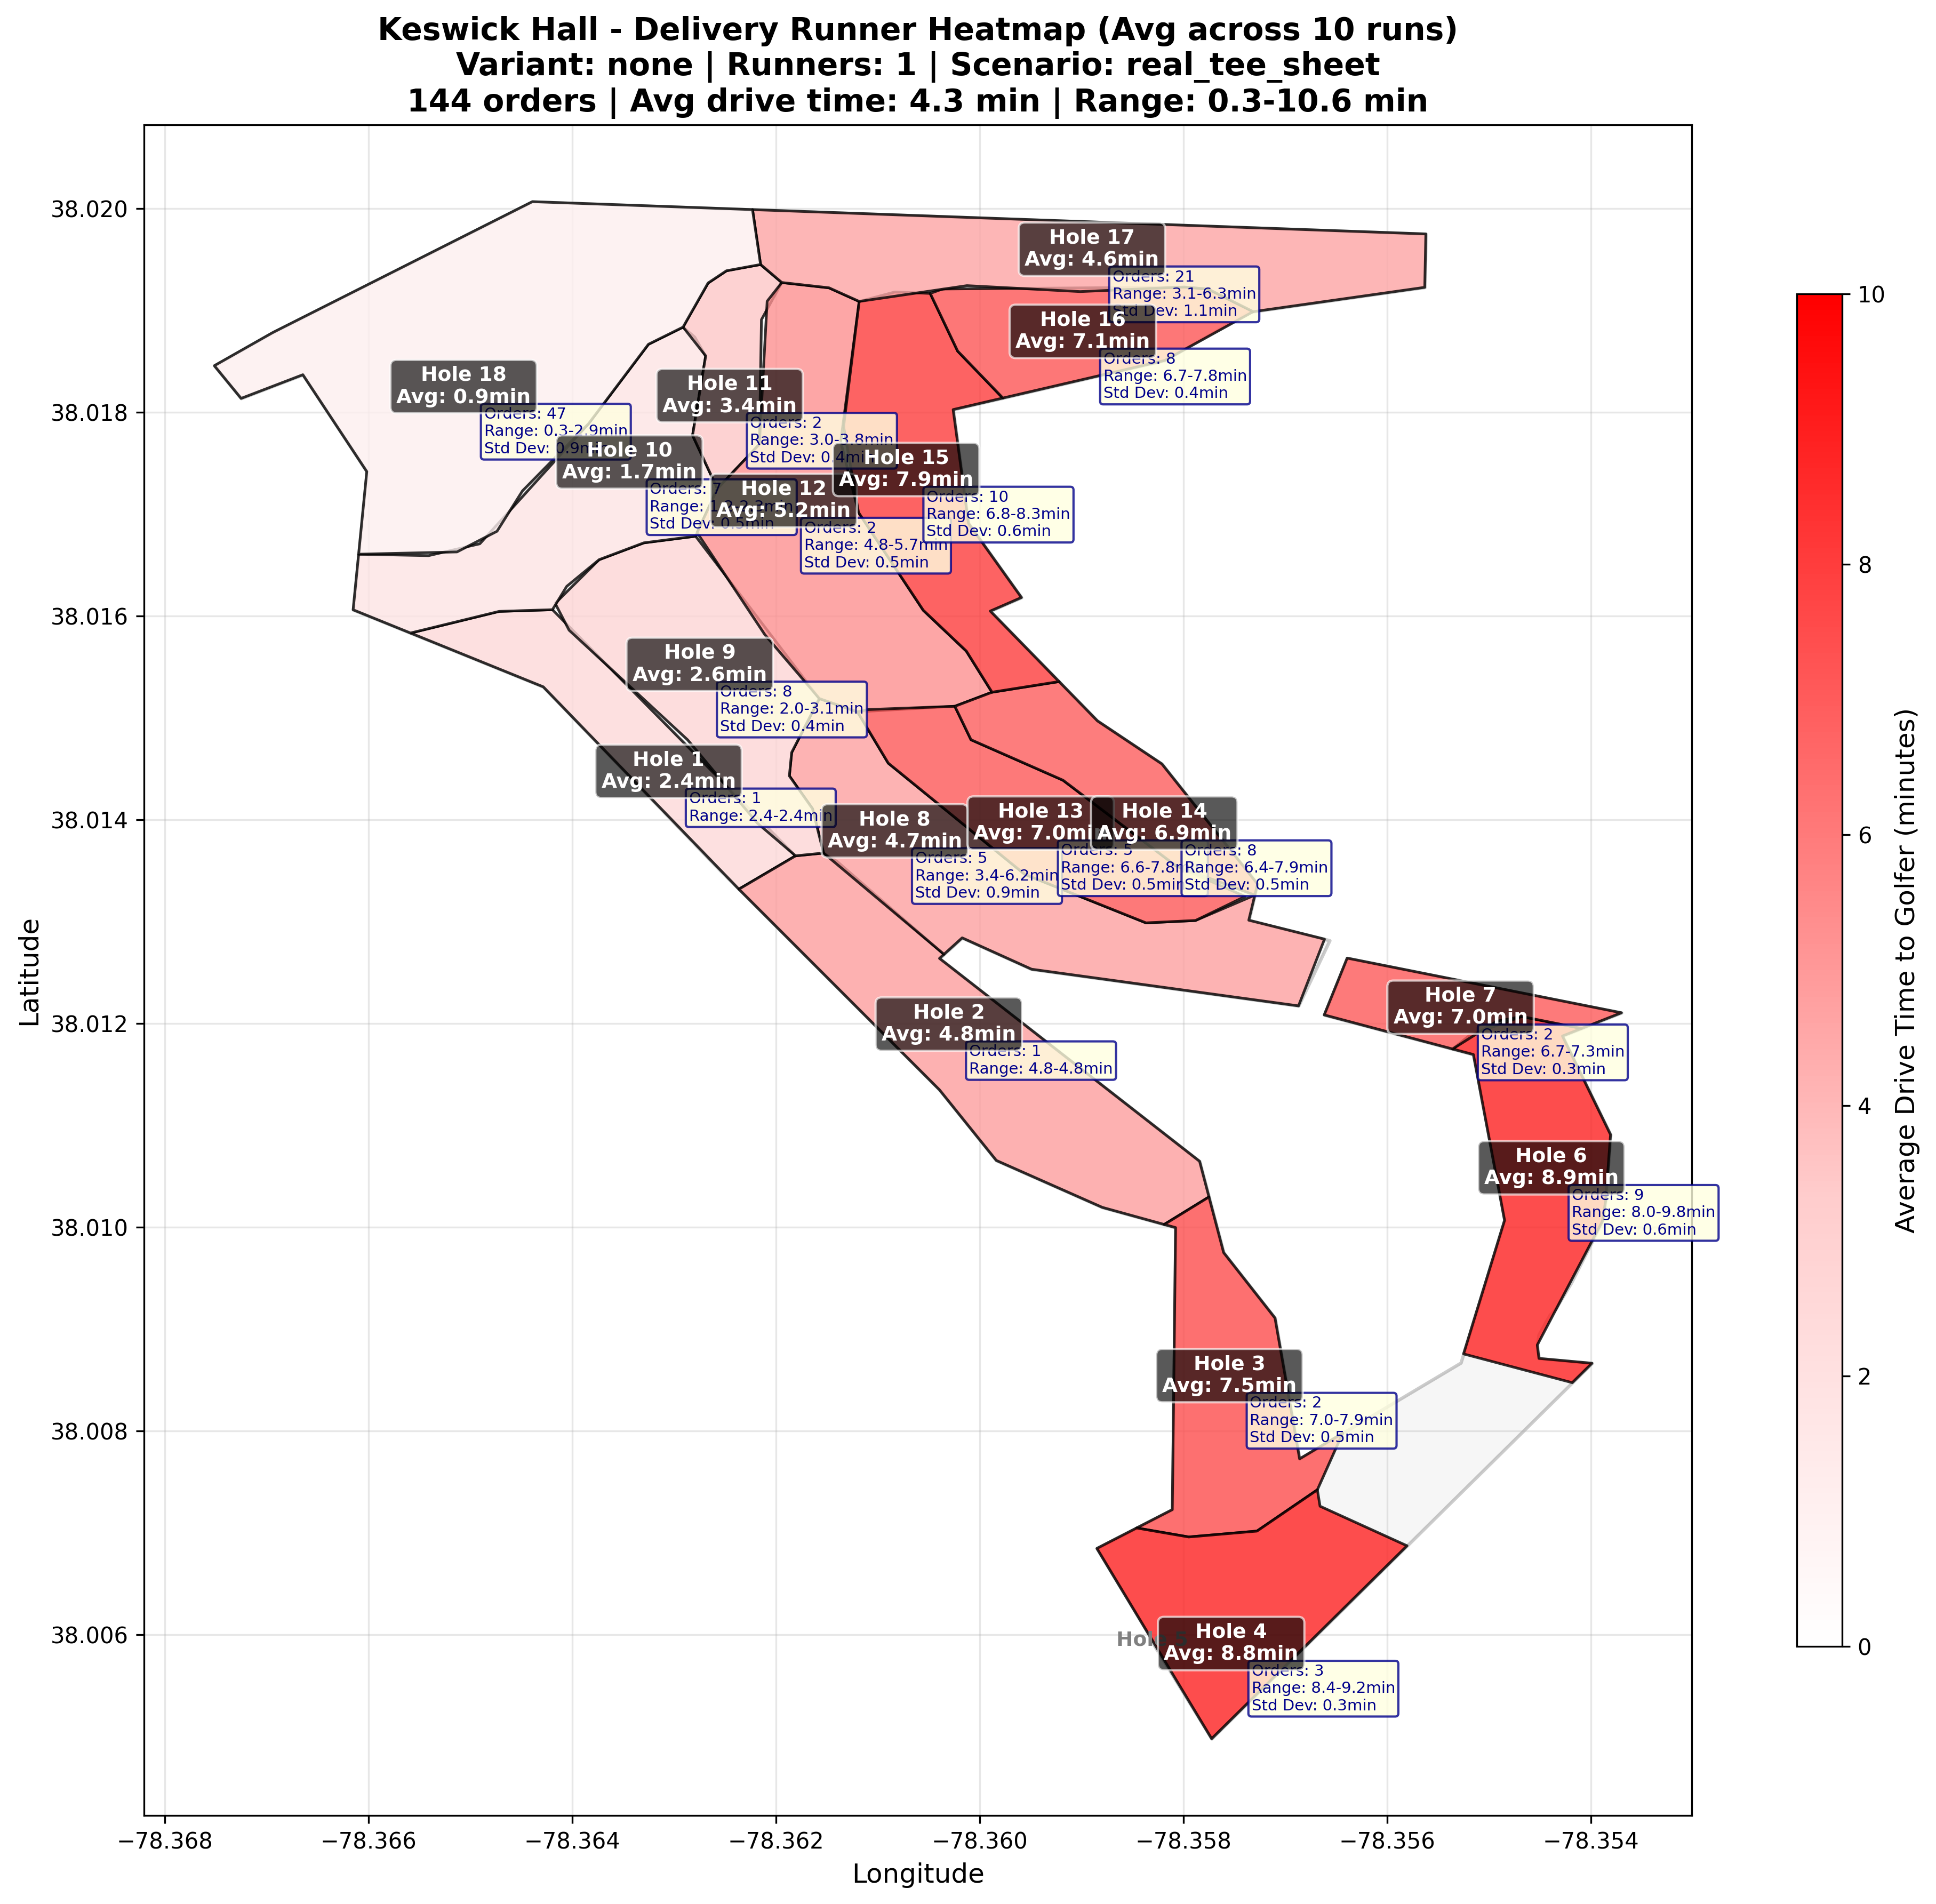 Keswick Hall - Delivery Runner Heatmap (Avg across 10 runs)
Variant: none | Runners: 1 | Scenario: real_tee_sheet
144 orders | Avg drive time: 4.3 min | Range: 0.3-10.6 min
38.020
38.018
38.016
38.014
38.012
38.010
38.008
38.006
Latitude
Hole 17
Avg: 4.6min
Orders: 21
Range: 3.1-6.3min
Std Dev: 1.1min
Hole 16
Avg: 7.1min
Orders: 8
Range: 6.7-7.8min
Std Dev: 0.4min
Hole 18
Avg: 0.9min
Orders: 47
Range: 0.3-2.9min
Std Dev: 0.9min
Hole 11
Avg: 3.4min
Orders: 2
Range: 3.0-3.8min
Std Dev: 0.4min
Hole 10
Avg: 1.7min
Orders: 7
Range:
Std Dev: 0.5min
Hole 15
Avg: 7.9min
Orders: 10
Range: 6.8-8.3min
Std Dev: 0.6min
Hole 12
Avg: 5.2min
Orders: 2
Range: 4.8-5.7min
Std Dev: 0.5min
Hole 9
Avg: 2.6min
Orders: 8
Range: 2.0-3.1min
Std Dev: 0.4min
Hole 1
Avg: 2.4min
Orders: 1
Range: 2.4-2.4min
Hole 8
Avg: 4.7min
Orders: 5
Range: 3.4-6.2min
Std Dev: 0.9min
Hole 13
Avg: 7.0min
Orders:
Range: 6.6-7.8min
Std Dev: 0.5min
Hole 14
Avg: 6.9min
Orders: 8
Range: 6.4-7.9min
Std Dev: 0.5min
Hole 7
Avg: 7.0min
Orders: 2
Range: 6.7-7.3min
Std Dev: 0.3min
Hole 2
Avg: 4.8min
Orders: 1
Range: 4.8-4.8min
Hole 6
Avg: 8.9min
Orders: 9
Range: 8.0-9.8min
Std Dev: 0.6min
Hole 3
Avg: 7.5min
Orders: 2
Range: 7.0-7.9min
Std Dev: 0.5min
Hole 5
Hole 4
Avg: 8.8min
Orders: 3
Range: 8.4-9.2min
Std Dev: 0.3min
−78.368
−78.366
−78.364
−78.362
−78.360
−78.358
−78.356
−78.354
Longitude
10
8
6
4
2
0
Average Drive Time to Golfer (minutes)